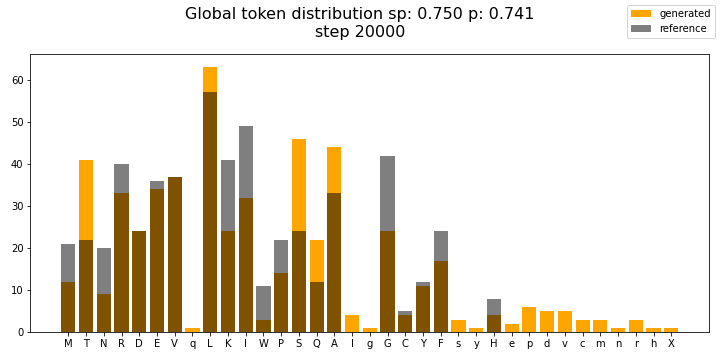 Global token distribution sp: 0.750 p: 0.741
step 20000
generated
reference
60
50
40
30
20
10
0
M T N R D E V q L K I W P S Q A l g G C Y F s y H e p d v c m n r h X